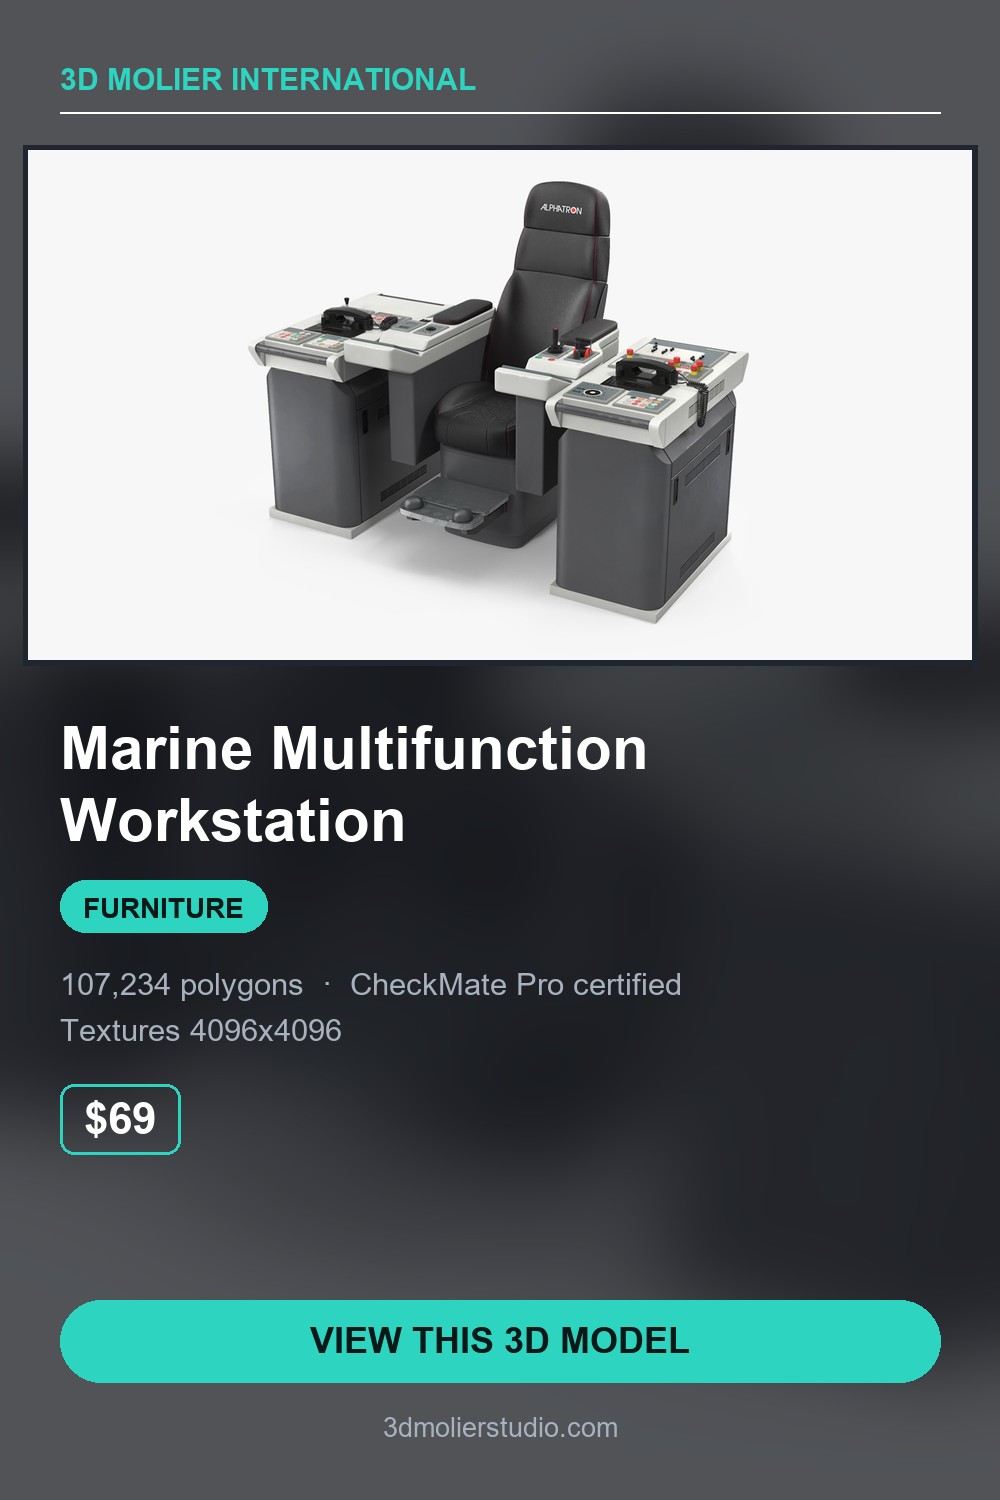 3D MOLIER INTERNATIONAL
ALPHATRON
Marine Multifunction
Workstation
FURNITURE
107,234 polygons · CheckMate Pro certified
Textures 4096x4096
$69
VIEW THIS 3D MODEL
3dmolierstudio.com